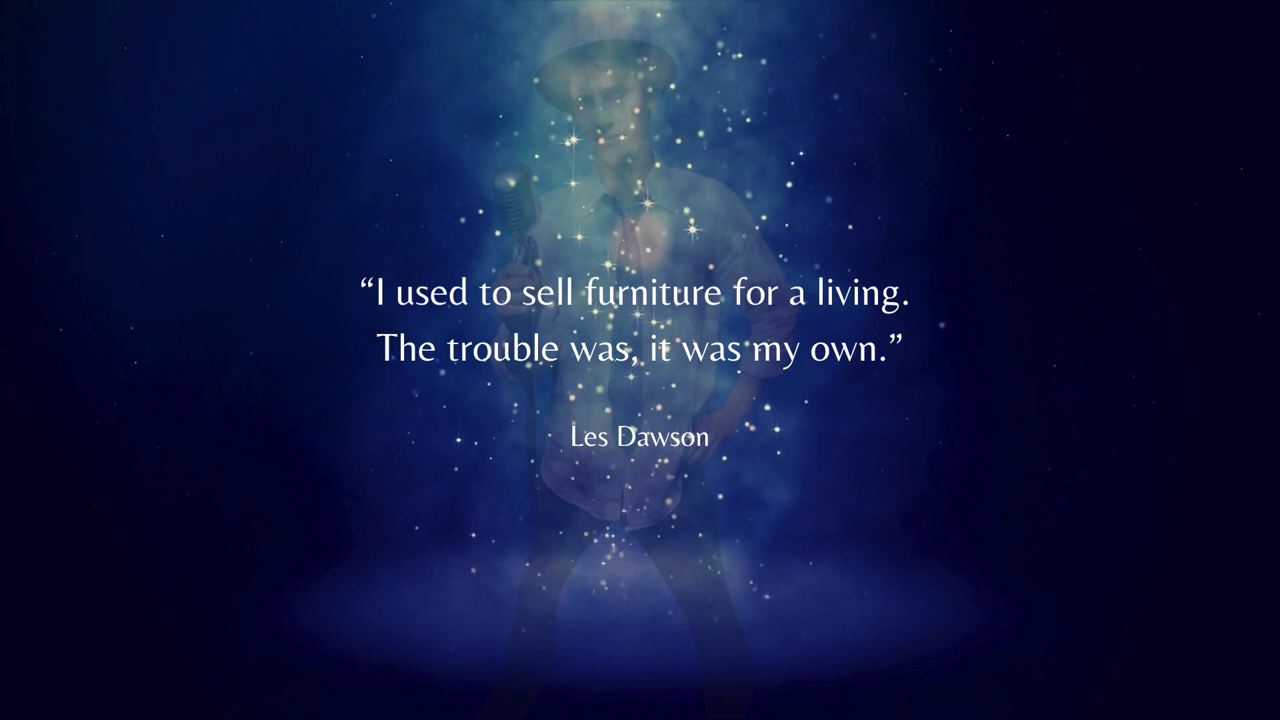 “I used to sell furniture for a living.
The trouble was, it was my own.”
Les Dawson